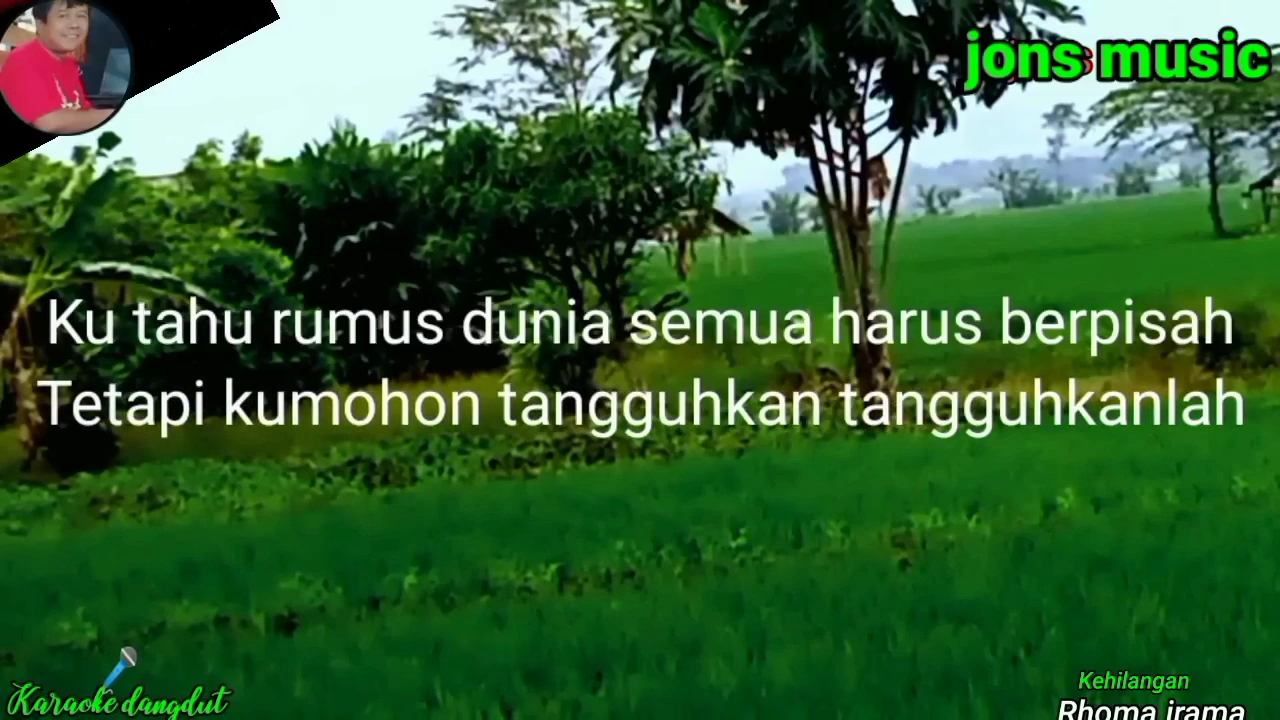 jons music
Ku tahu rumus dunia semua harus berpisah
Tetapi kumohon tangguhkan tangguhkanlah
Karaoke dangdut
Kehilangan
Rhoma irama